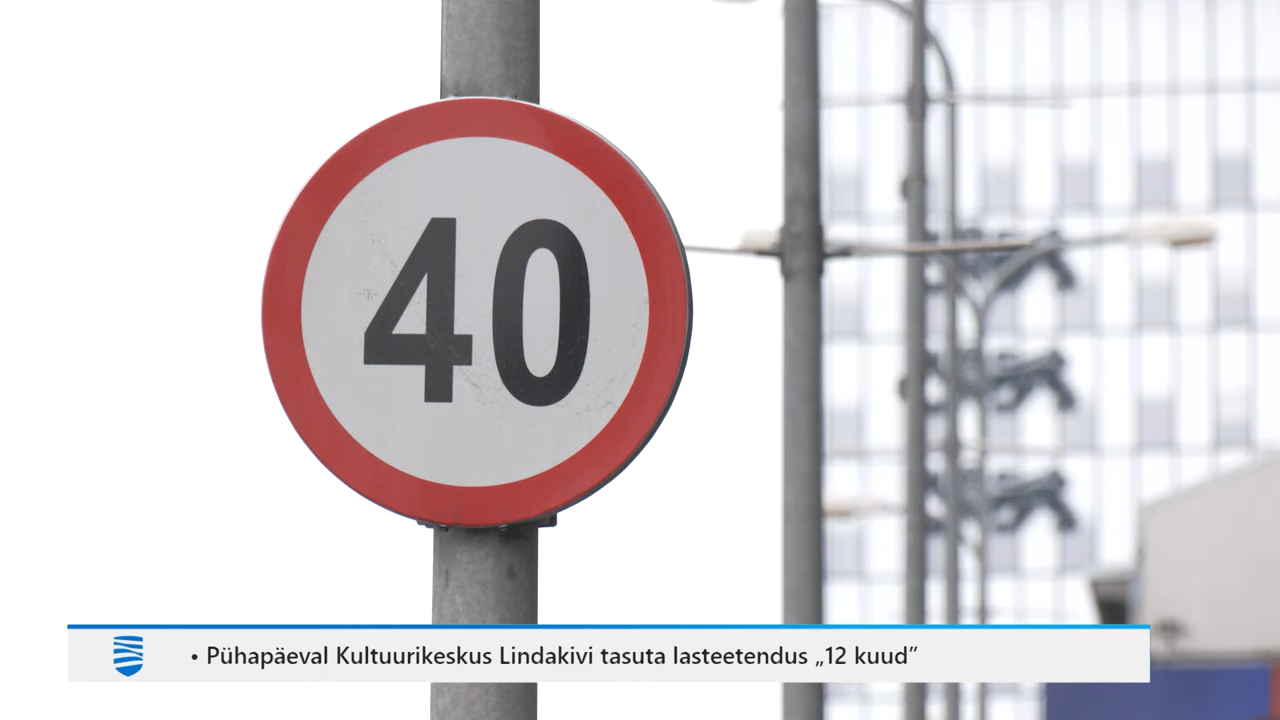 40
• Pühapäeval Kultuurikeskus Lindakivi tasuta lasteetendus „12 kuud”